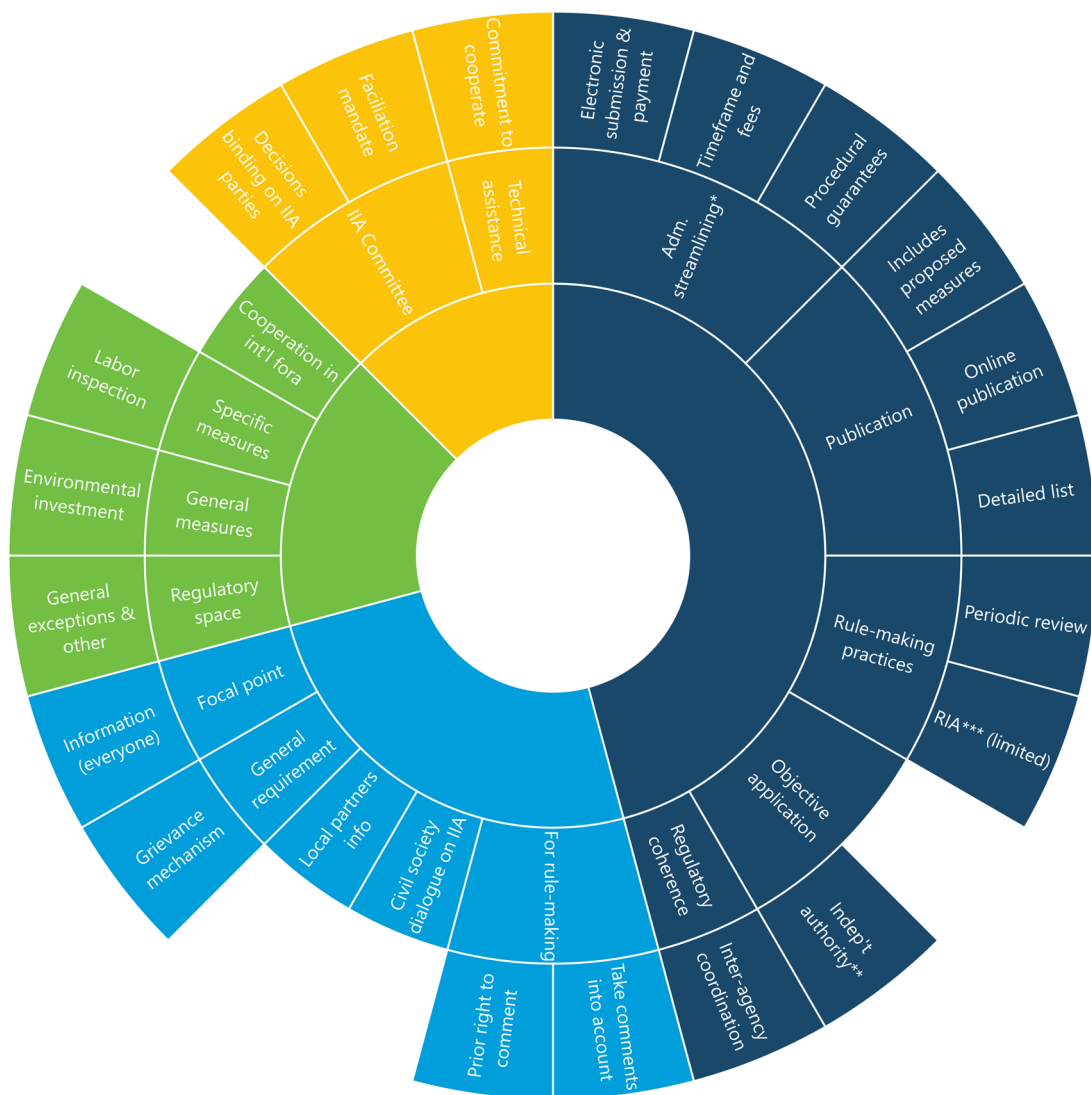 Electronic
submission &
payment
Timeframe and
fees
Procedural
guarantees
Includes
proposed
measures
Online
publication
Detailed list
Periodic review
RIA*** (limited)
Indep't
authority**
Inter-agency
coordination
Take comments
into account
Prior right to
comment
Grievance
mechanism
Information
(everyone)
General
exceptions &
other
Environmental
investment
Labor
inspection
Decisions
binding on IIA
parties
Faciliation
mandate
Commitment to
cooperate
Adm.
streamlining*
Publication
Rule-making
practices
Objective
application
Regulatory
coherence
For rule-making
Civil society
dialogue on IIA
Local partners
info
General
requirement
Focal point
Regulatory
space
General
measures
Specific
measures
Cooperation in
int'l fora
IIA Committee
Technical
assistance